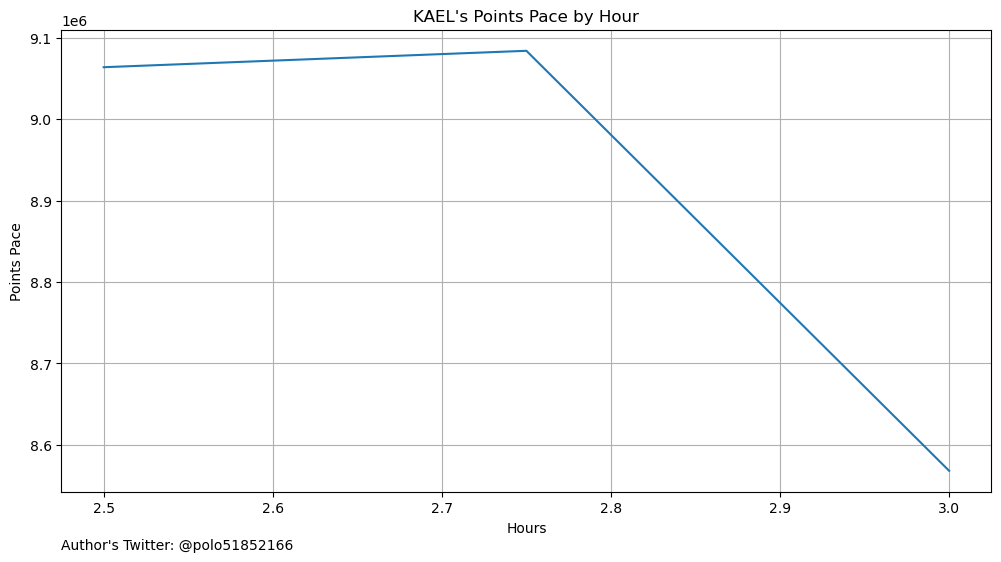 KAEL's Points Pace by Hour
1e6
9.1
9.0
8.9
8.8
8.7
8.6
Points Pace
2.5 2.6 2.7 2.8 2.9 3.0
Hours
Author's Twitter: @polo51852166